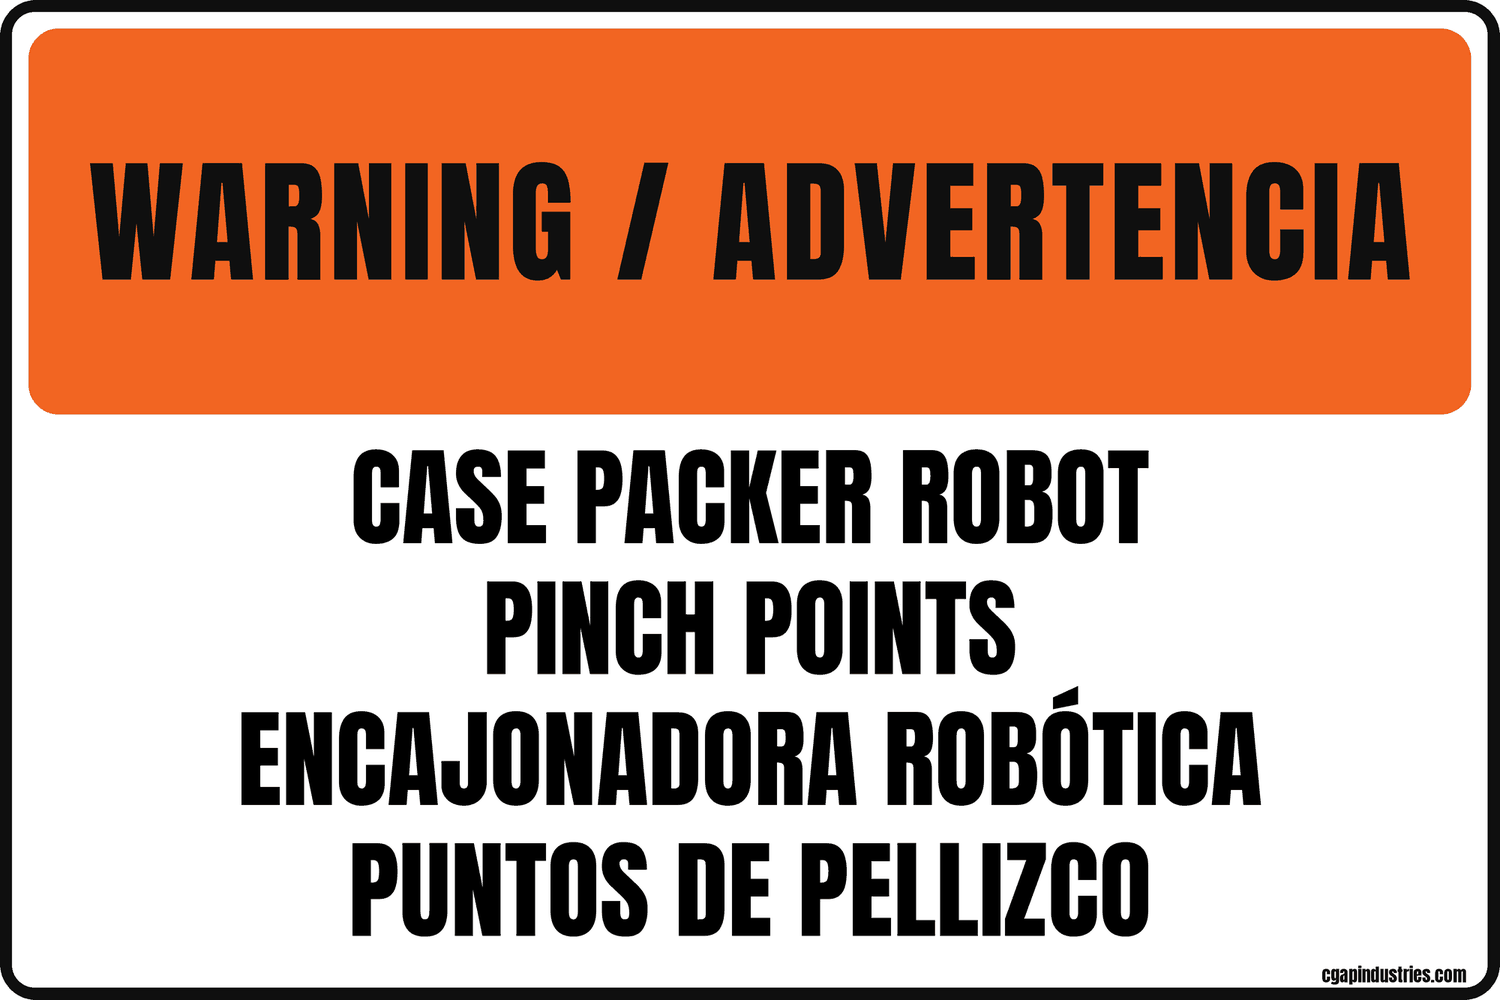 WARNING / ADVERTENCIA
CASE PACKER ROBOT
PINCH POINTS
ENCAJONADORA ROBÓTICA
PUNTOS DE PELLIZCO
cgapindustries.com